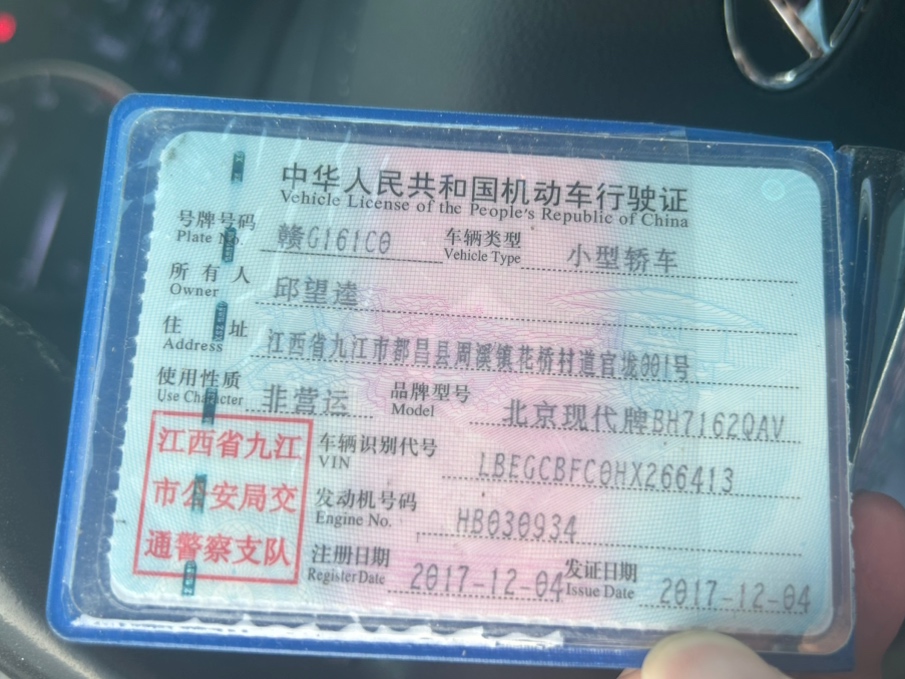 中华人民共和国机动车行驶证
Vehicle License of the People's Republic of China
号牌号码 赣G161C0 车辆类型 小型轿车
Plate No. Vehicle Type
所有人 邱望逵
Owner
住址 江西省九江市都昌县周溪镇花桥村道官垅001号
Address
使用性质 非营运 品牌型号 北京现代牌BH7162QAV
Use Character Model
江西省九江
市公安局交
通警察支队
车辆识别代号 LBEGCBFC0HX266413
VIN
发动机号码 HB030934
Engine No.
注册日期 2017-12-04 发证日期 2017-12-04
Register Date Issue Date